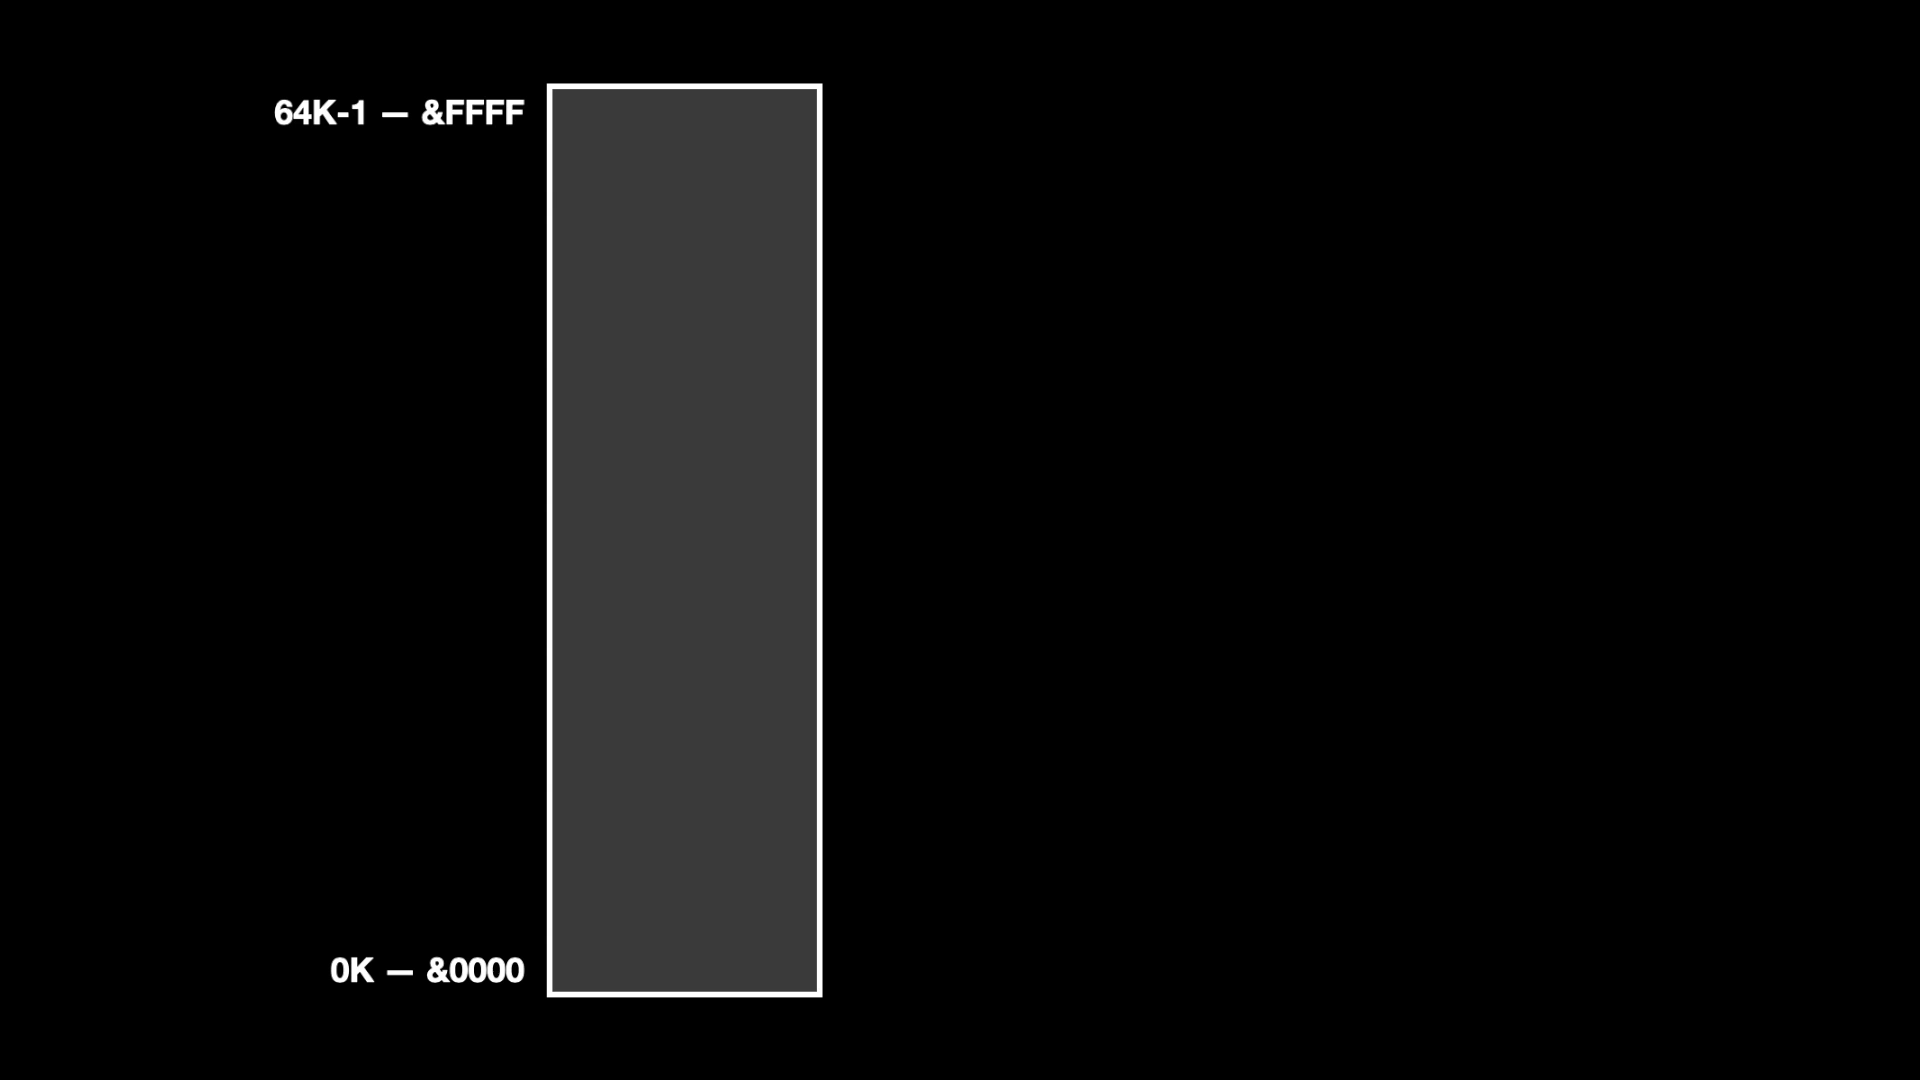 64K-1 — &FFFF
0K — &0000